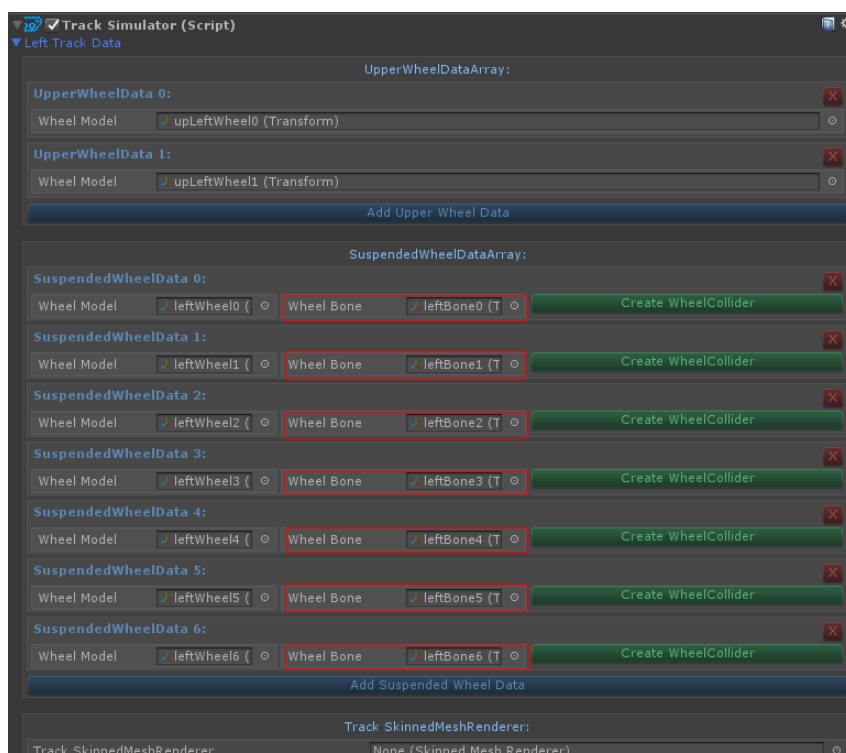 Track Simulator (Script)
Left Track Data
UpperWheelDataArray:
UpperWheelData 0:
X
Wheel Model upLeftWheel0 (Transform)
UpperWheelData 1:
X
Wheel Model upLeftWheel1 (Transform)
Add Upper Wheel Data
SuspendedWheelDataArray:
SuspendedWheelData 0:
X
Wheel Model leftWheel0 ( Wheel Bone leftBone0 (T Create WheelCollider
SuspendedWheelData 1:
X
Wheel Model leftWheel1 ( Wheel Bone leftBone1 (T Create WheelCollider
SuspendedWheelData 2:
X
Wheel Model leftWheel2 ( Wheel Bone leftBone2 (T Create WheelCollider
SuspendedWheelData 3:
X
Wheel Model leftWheel3 ( Wheel Bone leftBone3 (T Create WheelCollider
SuspendedWheelData 4:
X
Wheel Model leftWheel4 ( Wheel Bone leftBone4 (T Create WheelCollider
SuspendedWheelData 5:
X
Wheel Model leftWheel5 ( Wheel Bone leftBone5 (T Create WheelCollider
SuspendedWheelData 6:
X
Wheel Model leftWheel6 ( Wheel Bone leftBone6 (T Create WheelCollider
Add Suspended Wheel Data
Track SkinnedMeshRenderer:
Track SkinnedMeshRenderer None (Skinned Mesh Renderer)